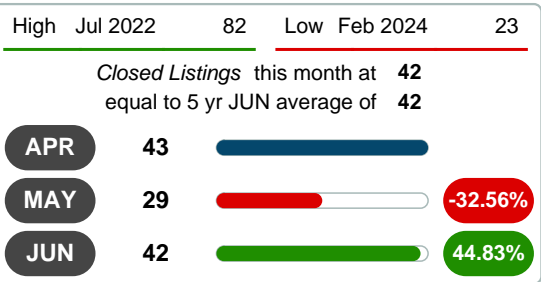 High Jul 2022 82 Low Feb 2024 23
Closed Listings this month at 42
equal to 5 yr JUN average of 42
APR 43
MAY 29 -32.56%
JUN 42 44.83%